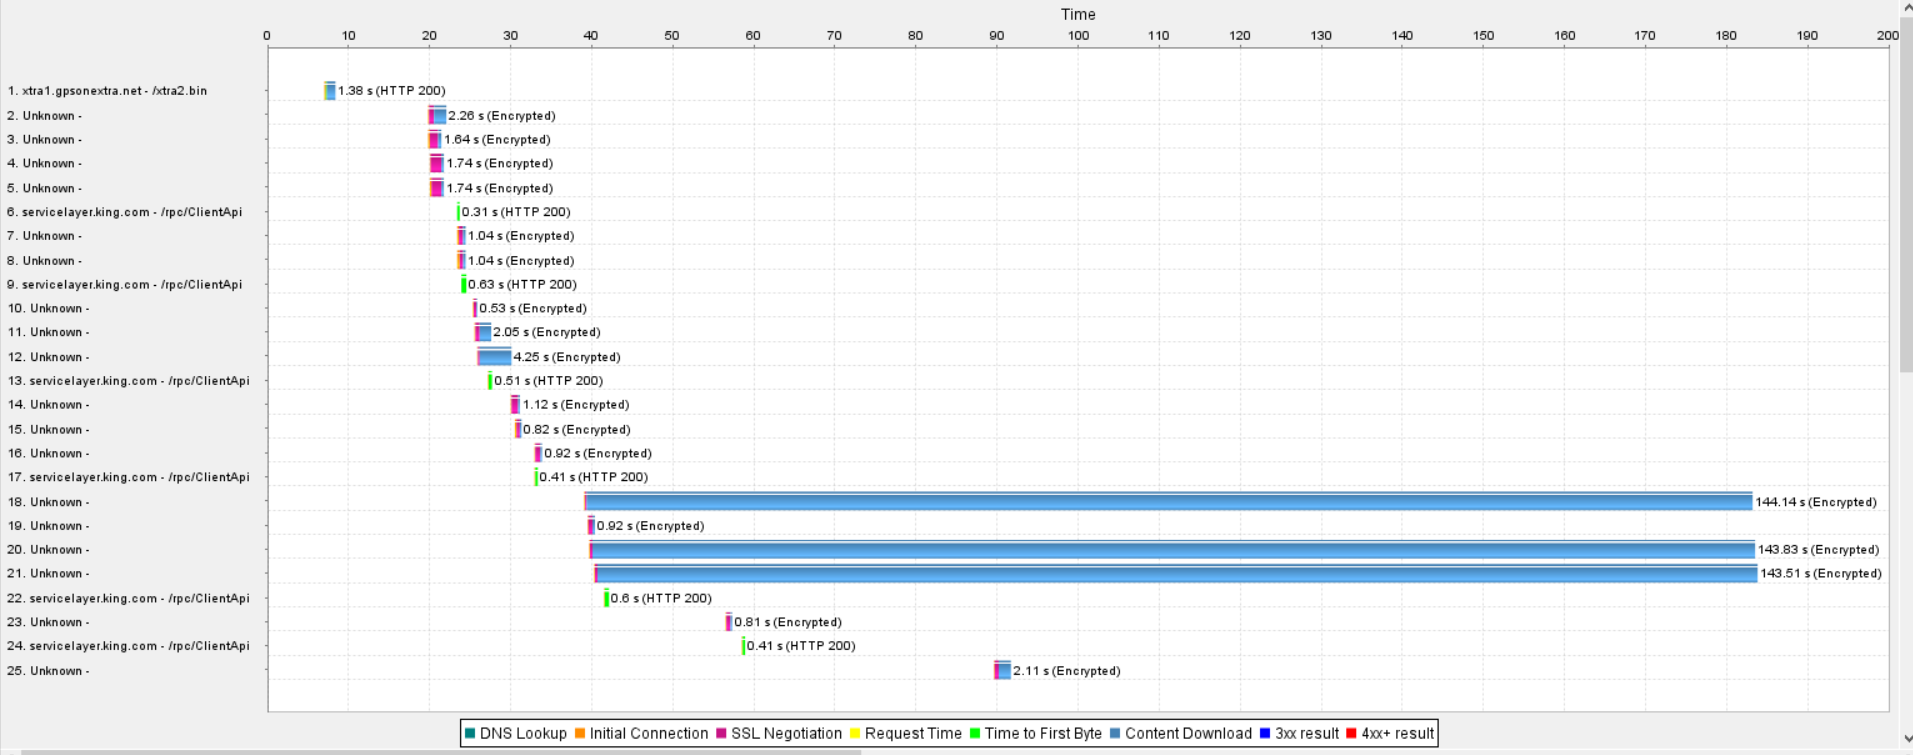 Time
0 10 20 30 40 50 60 70 80 90 100 110 120 130 140 150 160 170 180 190 200
1. xtra1.gpsonextra.net - /xtra2.bin 1.38 s (HTTP 200)
2. Unknown - 2.26 s (Encrypted)
3. Unknown - 1.64 s (Encrypted)
4. Unknown - 1.74 s (Encrypted)
5. Unknown - 1.74 s (Encrypted)
6. servicelayer.king.com - /rpc/ClientApi 0.31 s (HTTP 200)
7. Unknown - 1.04 s (Encrypted)
8. Unknown - 1.04 s (Encrypted)
9. servicelayer.king.com - /rpc/ClientApi 0.63 s (HTTP 200)
10. Unknown - 0.53 s (Encrypted)
11. Unknown - 2.05 s (Encrypted)
12. Unknown - 4.25 s (Encrypted)
13. servicelayer.king.com - /rpc/ClientApi 0.51 s (HTTP 200)
14. Unknown - 1.12 s (Encrypted)
15. Unknown - 0.82 s (Encrypted)
16. Unknown - 0.92 s (Encrypted)
17. servicelayer.king.com - /rpc/ClientApi 0.41 s (HTTP 200)
18. Unknown - 144.14 s (Encrypted)
19. Unknown - 0.92 s (Encrypted)
20. Unknown - 143.83 s (Encrypted)
21. Unknown - 143.51 s (Encrypted)
22. servicelayer.king.com - /rpc/ClientApi 0.6 s (HTTP 200)
23. Unknown - 0.81 s (Encrypted)
24. servicelayer.king.com - /rpc/ClientApi 0.41 s (HTTP 200)
25. Unknown - 2.11 s (Encrypted)
DNS Lookup Initial Connection SSL Negotiation Request Time Time to First Byte Content Download 3xx result 4xx+ result